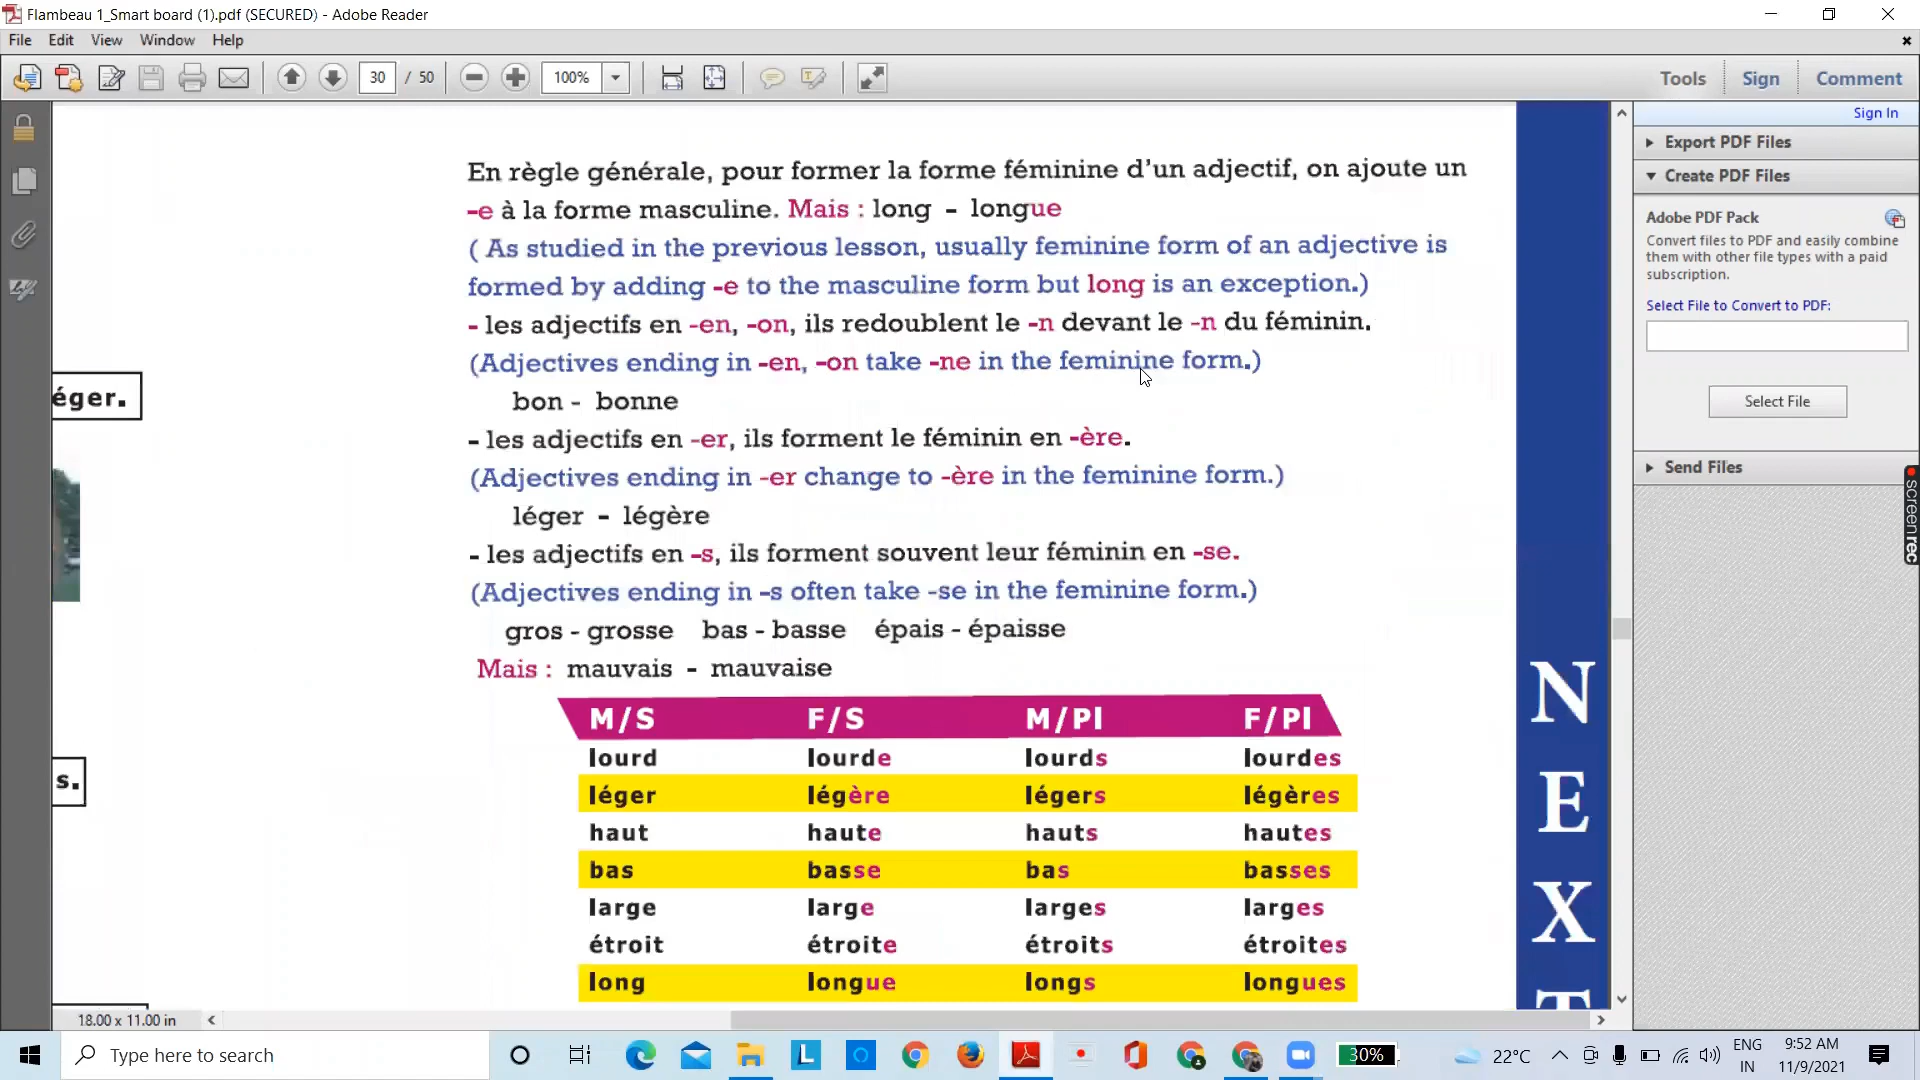 Flambeau 1_Smart board (1).pdf (SECURED) - Adobe Reader
File Edit View Window Help
30 / 50 100% Tools Sign Comment
Sign In
Export PDF Files
Create PDF Files
Adobe PDF Pack
Convert files to PDF and easily combine
them with other file types with a paid
subscription.
Select File to Convert to PDF:
Select File
Send Files
screenrec
En règle générale, pour former la forme féminine d'un adjectif, on ajoute un
-e à la forme masculine. Mais : long - longue
( As studied in the previous lesson, usually feminine form of an adjective is
formed by adding -e to the masculine form but long is an exception.)
- les adjectifs en -en, -on, ils redoublent le -n devant le -n du féminin.
(Adjectives ending in -en, -on take -ne in the feminine form.)
bon - bonne
- les adjectifs en -er, ils forment le féminin en -ère.
(Adjectives ending in -er change to -ère in the feminine form.)
léger - légère
- les adjectifs en -s, ils forment souvent leur féminin en -se.
(Adjectives ending in -s often take -se in the feminine form.)
gros - grosse bas - basse épais - épaisse
Mais : mauvais - mauvaise
M/S F/S M/Pl F/Pl
lourd lourde lourds lourdes
léger légère légers légères
haut haute hauts hautes
bas basse bas basses
large large larges larges
étroit étroite étroits étroites
long longue longs longues
éger.
s.
NEXT
18.00 x 11.00 in
Type here to search
30%
22°C
ENG
IN
9:52 AM
11/9/2021